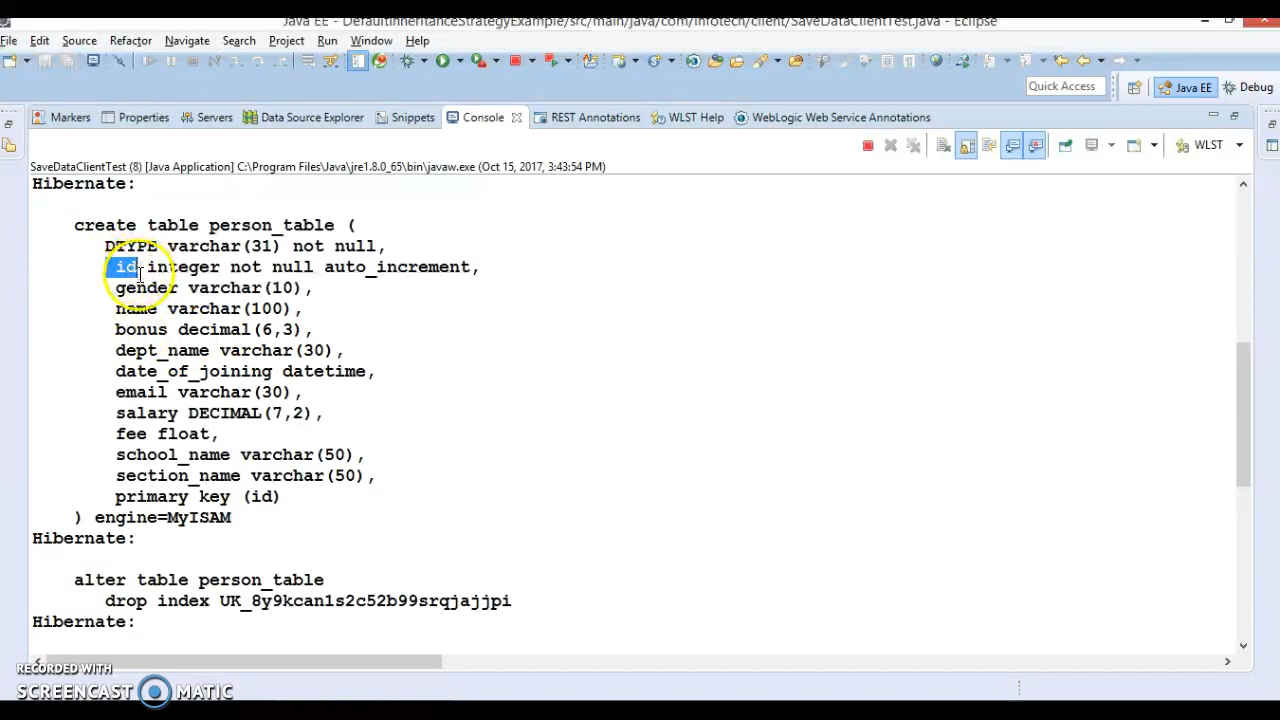 Java EE - DefaultInheritanceStrategyExample/src/main/java/com/infotech/client/SaveDataClientTest.java - Eclipse
File Edit Source Refactor Navigate Search Project Run Window Help
Quick Access Java EE Debug
Markers Properties Servers Data Source Explorer Snippets Console REST Annotations WLST Help WebLogic Web Service Annotations
WLST
SaveDataClientTest (8) [Java Application] C:\Program Files\Java\jre1.8.0_65\bin\javaw.exe (Oct 15, 2017, 3:43:54 PM)
Hibernate:
create table person_table (
DTYPE varchar(31) not null,
id integer not null auto_increment,
gender varchar(10),
name varchar(100),
bonus decimal(6,3),
dept_name varchar(30),
date_of_joining datetime,
email varchar(30),
salary DECIMAL(7,2),
fee float,
school_name varchar(50),
section_name varchar(50),
primary key (id)
) engine=MyISAM
Hibernate:
alter table person_table
drop index UK_8y9kcan1s2c52b99srqjajjpi
Hibernate:
RECORDED WITH
SCREENCAST MATIC